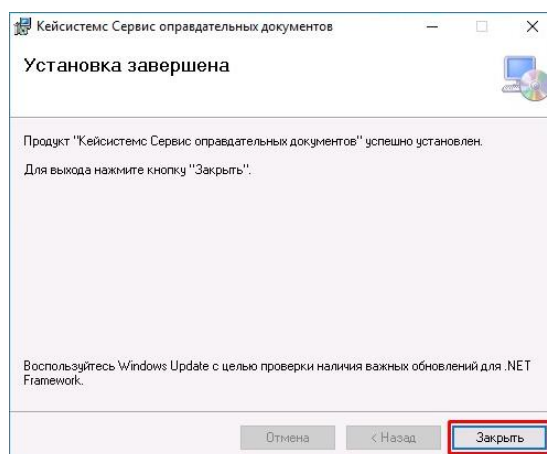 Кейсистемс Сервис оправдательных документов
Установка завершена
Продукт "Кейсистемс Сервис оправдательных документов" успешно установлен.
Для выхода нажмите кнопку "Закрыть".
Воспользуйтесь Windows Update с целью проверки наличия важных обновлений для .NET
Framework.
Отмена
< Назад
Закрыть